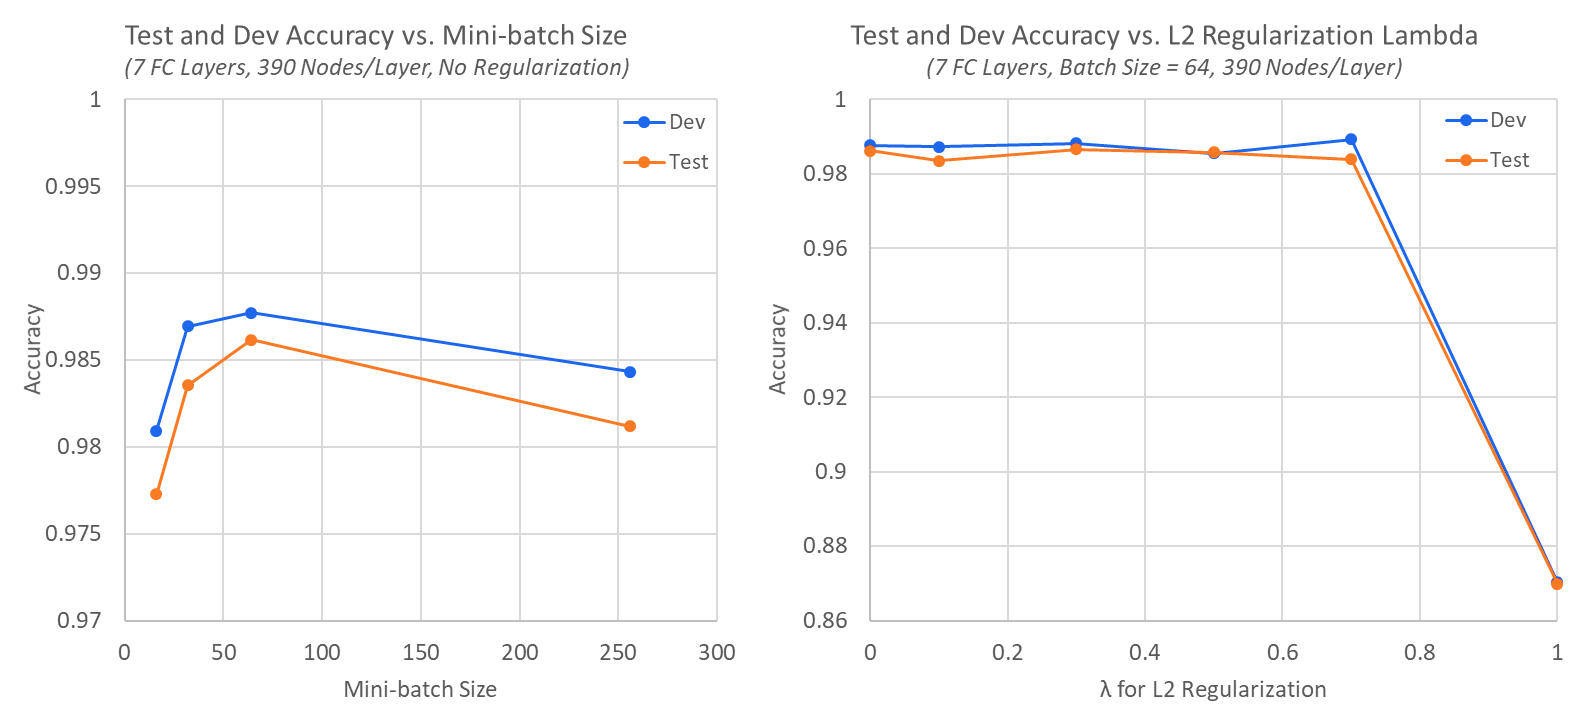 Test and Dev Accuracy vs. Mini-batch Size
(7 FC Layers, 390 Nodes/Layer, No Regularization)
1
0.995
0.99
0.985
0.98
0.975
0.97
Accuracy
Dev
Test
0 50 100 150 200 250 300
Mini-batch Size
Test and Dev Accuracy vs. L2 Regularization Lambda
(7 FC Layers, Batch Size = 64, 390 Nodes/Layer)
1
0.98
0.96
0.94
0.92
0.9
0.88
0.86
Accuracy
Dev
Test
0 0.2 0.4 0.6 0.8 1
λ for L2 Regularization